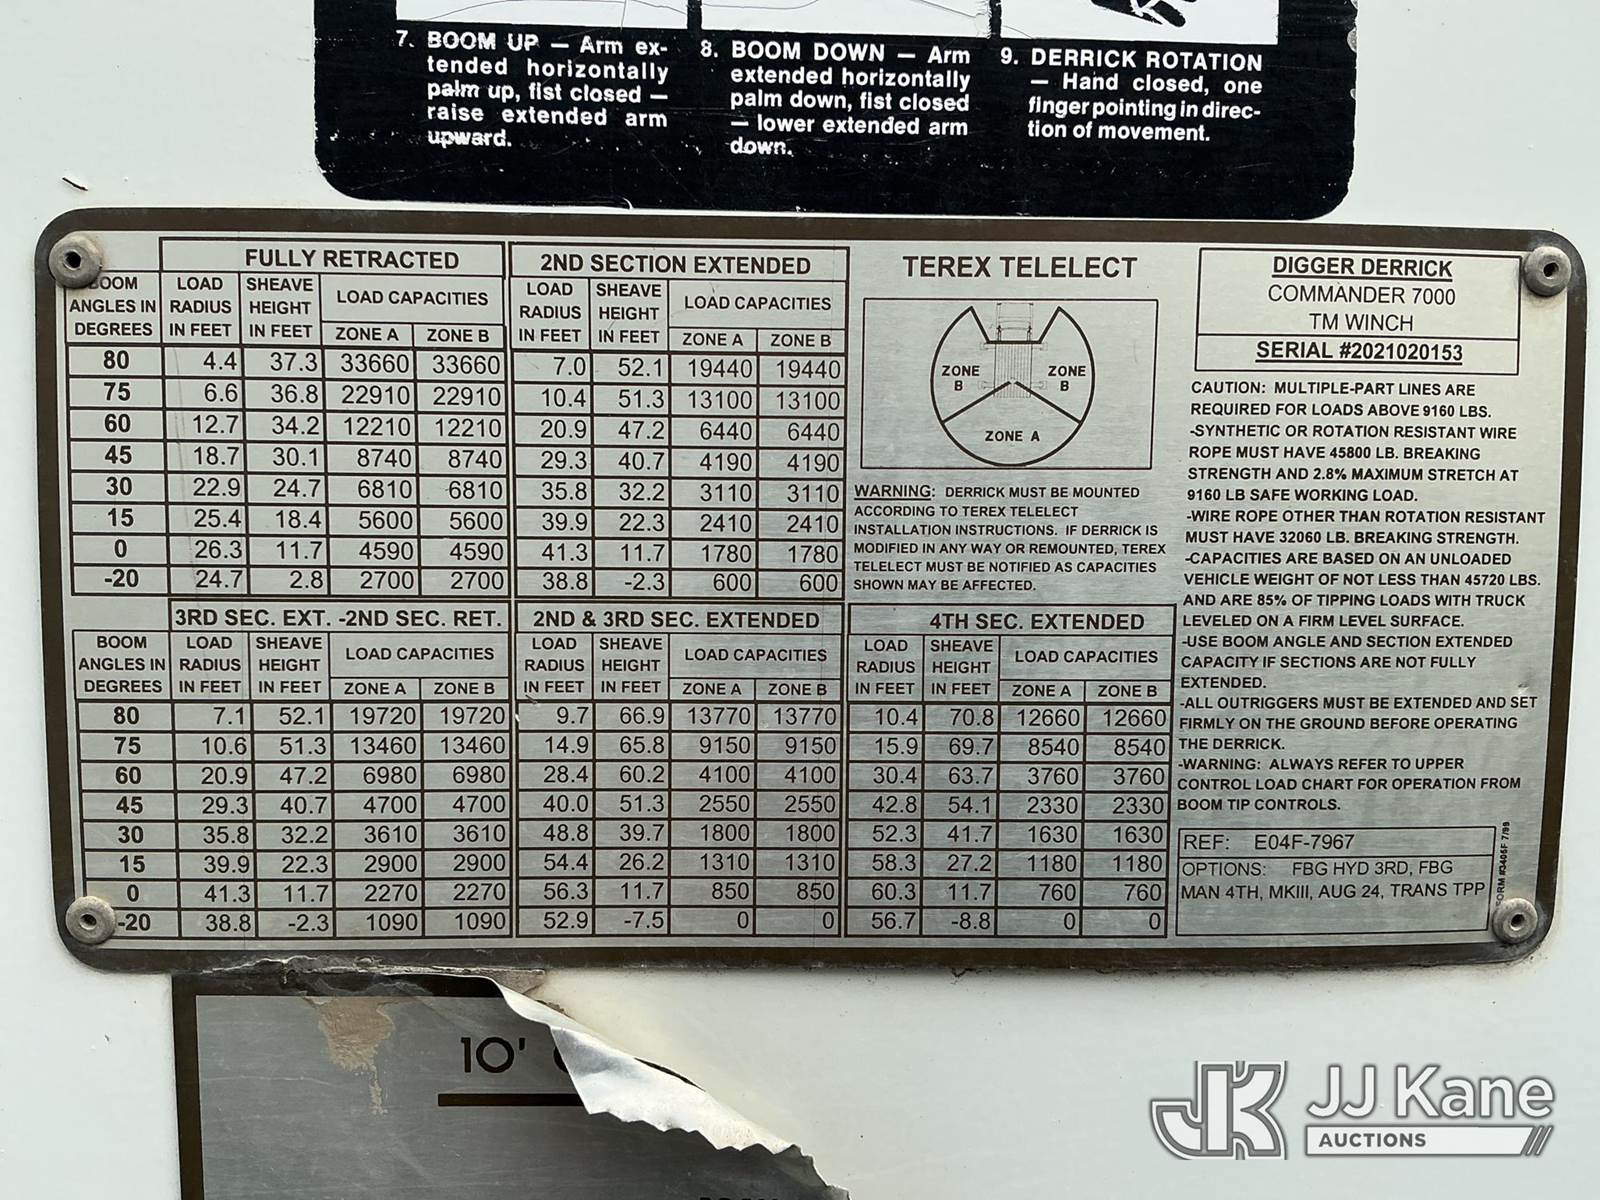 7. BOOM UP — Arm ex-
tended horizontally
palm up, fist closed —
raise extended arm
upward.
8. BOOM DOWN — Arm
extended horizontally
palm down, fist closed
— lower extended arm
down.
9. DERRICK ROTATION
— Hand closed, one
finger pointing in direc-
tion of movement.
FULLY RETRACTED
BOOM ANGLES IN DEGREES LOAD RADIUS IN FEET SHEAVE HEIGHT IN FEET LOAD CAPACITIES ZONE A ZONE B
80 4.4 37.3 33660 33660
75 6.6 36.8 22910 22910
60 12.7 34.2 12210 12210
45 18.7 30.1 8740 8740
30 22.9 24.7 6810 6810
15 25.4 18.4 5600 5600
0 26.3 11.7 4590 4590
-20 24.7 2.8 2700 2700
2ND SECTION EXTENDED
LOAD RADIUS IN FEET SHEAVE HEIGHT IN FEET LOAD CAPACITIES ZONE A ZONE B
7.0 52.1 19440 19440
10.4 51.3 13100 13100
20.9 47.2 6440 6440
29.3 40.7 4190 4190
35.8 32.2 3110 3110
39.9 22.3 2410 2410
41.3 11.7 1780 1780
38.8 -2.3 600 600
TEREX TELELECT
ZONE B
ZONE B
ZONE A
WARNING: DERRICK MUST BE MOUNTED
ACCORDING TO TEREX TELELECT
INSTALLATION INSTRUCTIONS. IF DERRICK IS
MODIFIED IN ANY WAY OR REMOUNTED, TEREX
TELELECT MUST BE NOTIFIED AS CAPACITIES
SHOWN MAY BE AFFECTED.
DIGGER DERRICK
COMMANDER 7000
TM WINCH
SERIAL #2021020153
CAUTION: MULTIPLE-PART LINES ARE
REQUIRED FOR LOADS ABOVE 9160 LBS.
-SYNTHETIC OR ROTATION RESISTANT WIRE
ROPE MUST HAVE 45800 LB. BREAKING
STRENGTH AND 2.8% MAXIMUM STRETCH AT
9160 LB SAFE WORKING LOAD.
-WIRE ROPE OTHER THAN ROTATION RESISTANT
MUST HAVE 32060 LB. BREAKING STRENGTH.
-CAPACITIES ARE BASED ON AN UNLOADED
VEHICLE WEIGHT OF NOT LESS THAN 45720 LBS.
AND ARE 85% OF TIPPING LOADS WITH TRUCK
LEVELED ON A FIRM LEVEL SURFACE.
-USE BOOM ANGLE AND SECTION EXTENDED
CAPACITY IF SECTIONS ARE NOT FULLY
EXTENDED.
-ALL OUTRIGGERS MUST BE EXTENDED AND SET
FIRMLY ON THE GROUND BEFORE OPERATING
THE DERRICK.
-WARNING: ALWAYS REFER TO UPPER
CONTROL LOAD CHART FOR OPERATION FROM
BOOM TIP CONTROLS.
3RD SEC. EXT. -2ND SEC. RET.
BOOM ANGLES IN DEGREES LOAD RADIUS IN FEET SHEAVE HEIGHT IN FEET LOAD CAPACITIES ZONE A ZONE B
80 7.1 52.1 19720 19720
75 10.6 51.3 13460 13460
60 20.9 47.2 6980 6980
45 29.3 40.7 4700 4700
30 35.8 32.2 3610 3610
15 39.9 22.3 2900 2900
0 41.3 11.7 2270 2270
-20 38.8 -2.3 1090 1090
2ND & 3RD SEC. EXTENDED
LOAD RADIUS IN FEET SHEAVE HEIGHT IN FEET LOAD CAPACITIES ZONE A ZONE B
9.7 66.9 13770 13770
14.9 65.8 9150 9150
28.4 60.2 4100 4100
40.0 51.3 2550 2550
48.8 39.7 1800 1800
54.4 26.2 1310 1310
56.3 11.7 850 850
52.9 -7.5 0 0
4TH SEC. EXTENDED
LOAD RADIUS IN FEET SHEAVE HEIGHT IN FEET LOAD CAPACITIES ZONE A ZONE B
10.4 70.8 12660 12660
15.9 69.7 8540 8540
30.4 63.7 3760 3760
42.8 54.1 2330 2330
52.3 41.7 1630 1630
58.3 27.2 1180 1180
60.3 11.7 760 760
56.7 -8.8 0 0
REF: E04F-7967
OPTIONS: FBG HYD 3RD, FBG
MAN 4TH, MKIII, AUG 24, TRANS TPP
FORM #3405F 7/99
10'
JK JJ Kane
AUCTIONS